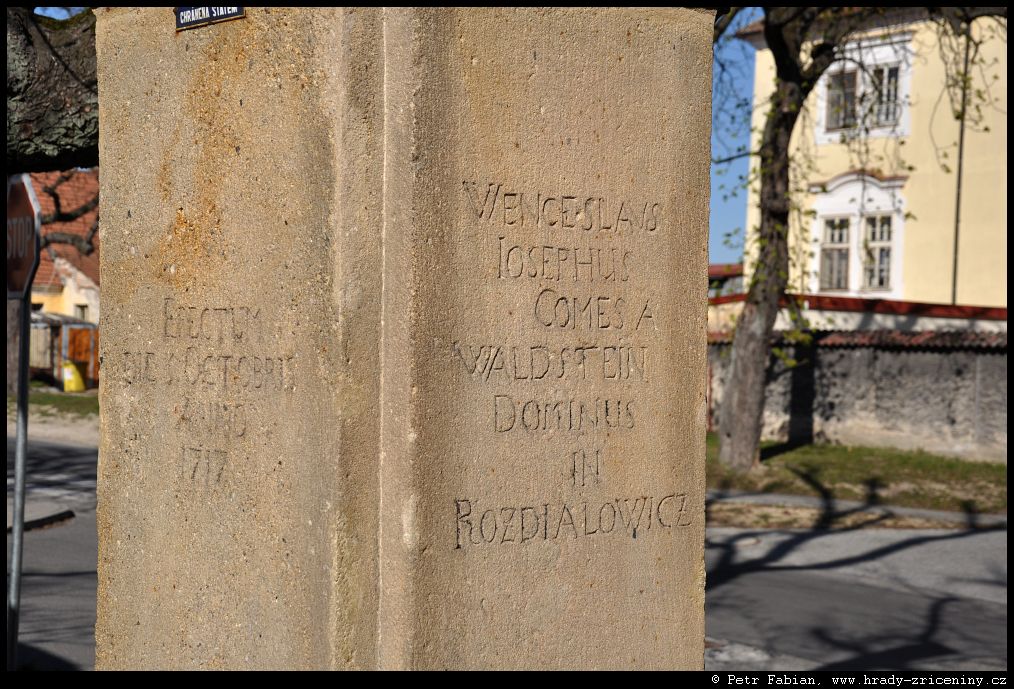 CHRÁNĚNA STÁTEM
STOP
ERECTUM
DIE OCTOBRIS
ANNO
1717
WENCESLAUS
IOSEPHUS
COMES A
WALDSTEIN
DOMINUS
IN
ROZDIALOWICZ
© Petr Fabian, www.hrady-zriceniny.cz